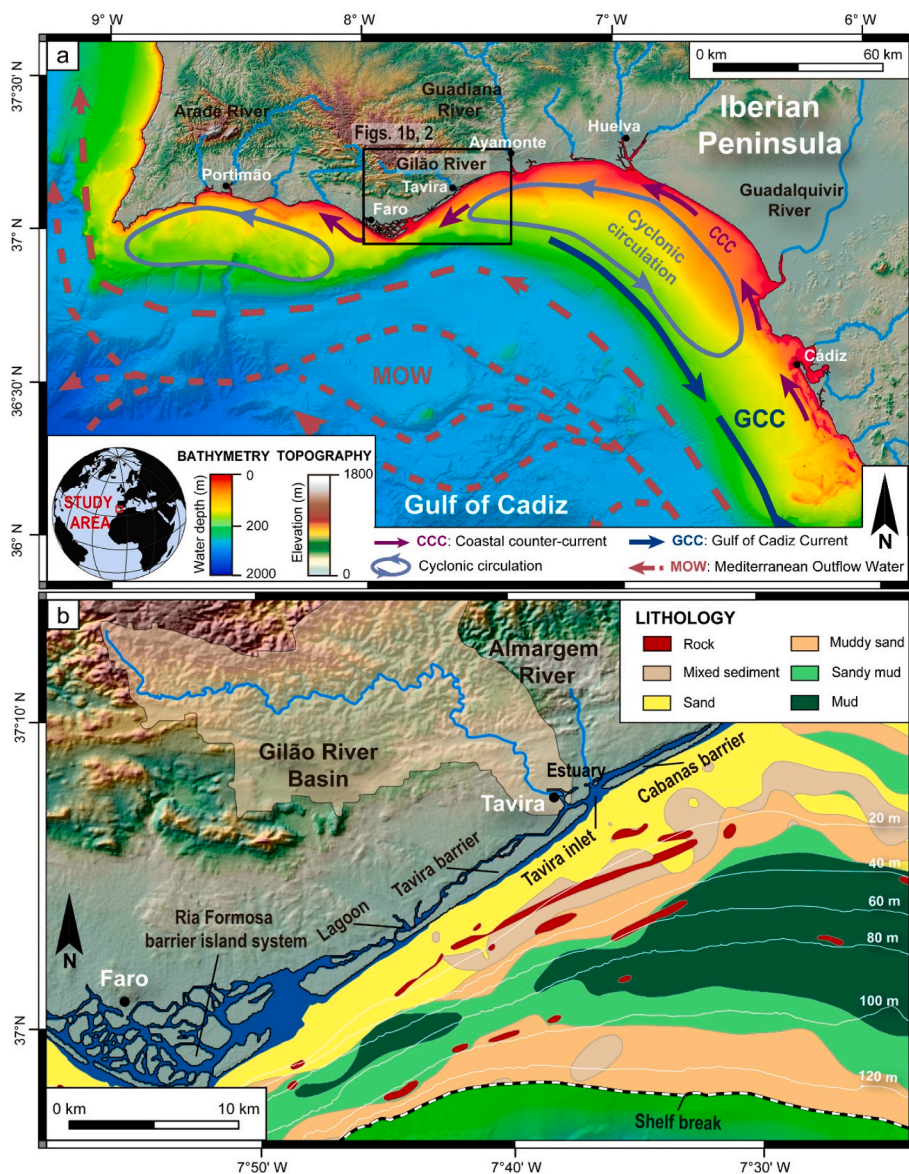 9°W
8°W
7°W
6°W
a
0 km
60 km
37°30' N
37° N
36°30' N
36° N
Arade River
Guadiana
River
Figs. 1b, 2
Ayamonte
Huelva
Iberian
Peninsula
Gilão River
Portimão
Tavira
Faro
Guadalquivir
River
CCC
Cyclonic
circulation
Cádiz
MOW
GCC
Gulf of Cadiz
STUDY
AREA
BATHYMETRY
Water depth (m)
0
200
2000
TOPOGRAPHY
Elevation (m)
1800
0
CCC: Coastal counter-current
GCC: Gulf of Cadiz Current
Cyclonic circulation
MOW: Mediterranean Outflow Water
N
b
Almargem
River
LITHOLOGY
Rock
Muddy sand
Mixed sediment
Sandy mud
Sand
Mud
37°10' N
37°N
Gilão River
Basin
Estuary
Tavira
Cabanas barrier
Tavira inlet
Tavira barrier
Lagoon
Ria Formosa
barrier island system
N
Faro
20 m
40 m
60 m
80 m
100 m
120 m
Shelf break
0 km
10 km
7°50' W
7°40' W
7°30' W